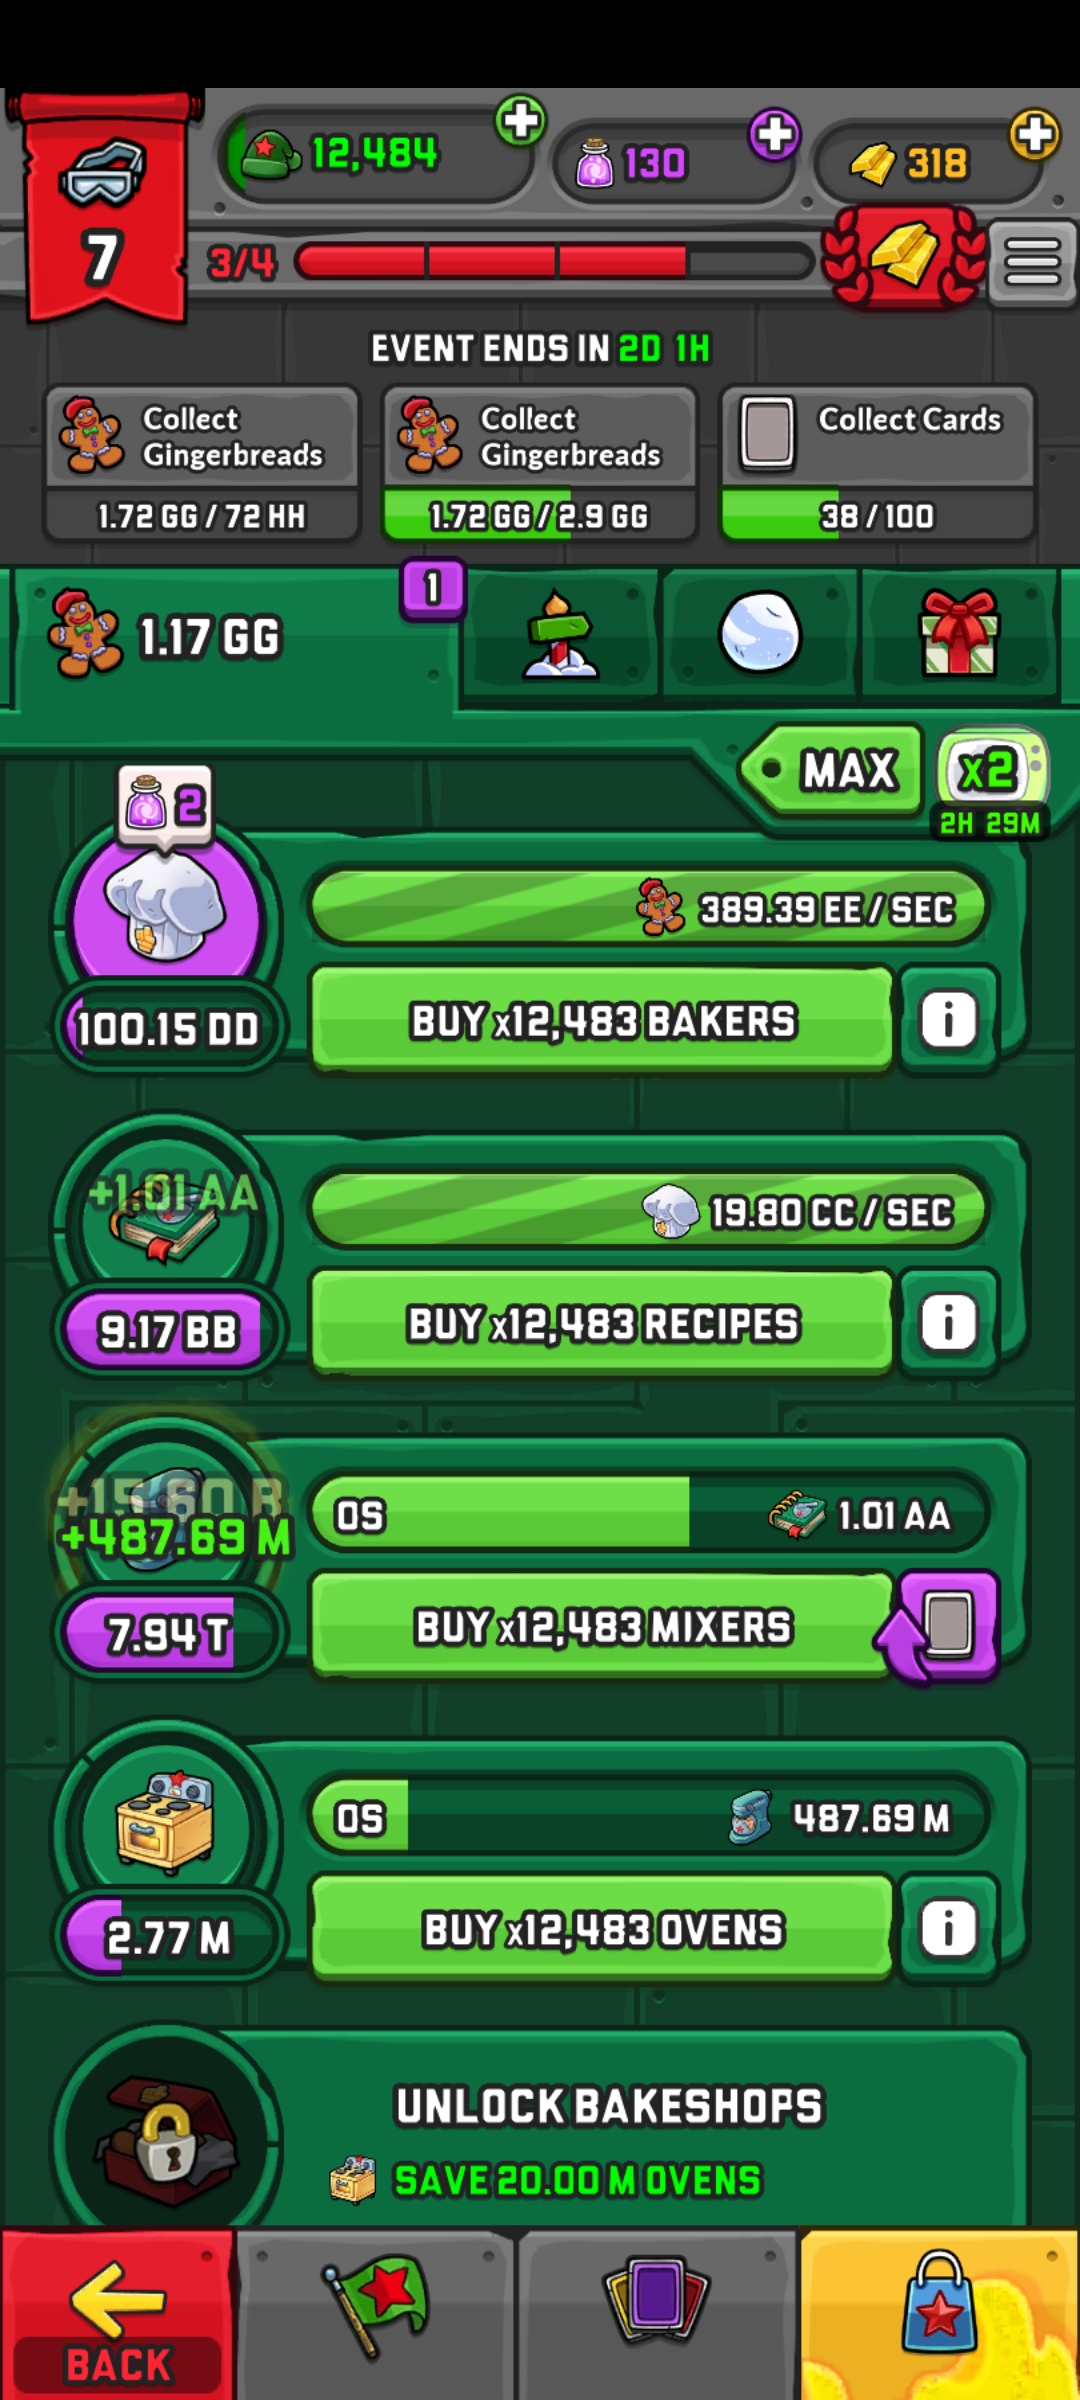 12,484
130
318
7
3/4
EVENT ENDS IN 2D 1H
Collect
Gingerbreads
1.72 GG / 72 HH
Collect
Gingerbreads
1.72 GG / 2.9 GG
Collect Cards
38 / 100
1.17 GG
1
MAX
x2
2H 29M
2
389.39 EE / SEC
100.15 DD
BUY x12,483 BAKERS
i
+1.01 AA
19.80 CC / SEC
9.17 BB
BUY x12,483 RECIPES
i
+15.60 B
+487.69 M
0S
1.01 AA
7.94 T
BUY x12,483 MIXERS
0S
487.69 M
2.77 M
BUY x12,483 OVENS
i
UNLOCK BAKESHOPS
SAVE 20.00 M OVENS
BACK